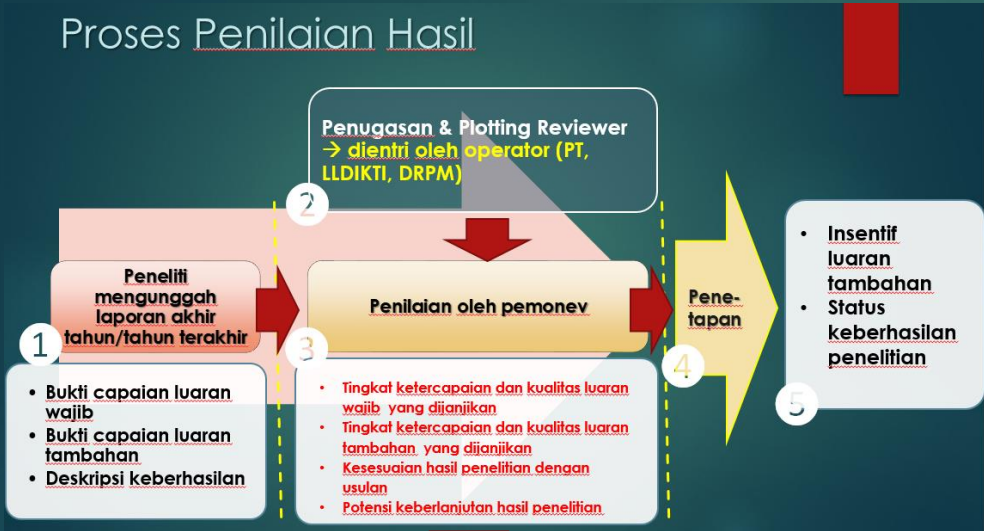 Proses Penilaian Hasil
Penugasan & Plotting Reviewer
→ dientri oleh operator (PT,
LLDIKTI, DRPM)
2
Peneliti
mengunggah
laporan akhir
tahun/tahun terakhir
1
• Bukti capaian luaran
wajib
• Bukti capaian luaran
tambahan
• Deskripsi keberhasilan
Penilaian oleh pemonev
3
• Tingkat ketercapaian dan kualitas luaran
wajib yang dijanjikan
• Tingkat ketercapaian dan kualitas luaran
tambahan yang dijanjikan
• Kesesuaian hasil penelitian dengan
usulan
• Potensi keberlanjutan hasil penelitian
Pene-
tapan
4
• Insentif
luaran
tambahan
• Status
keberhasilan
penelitian
5